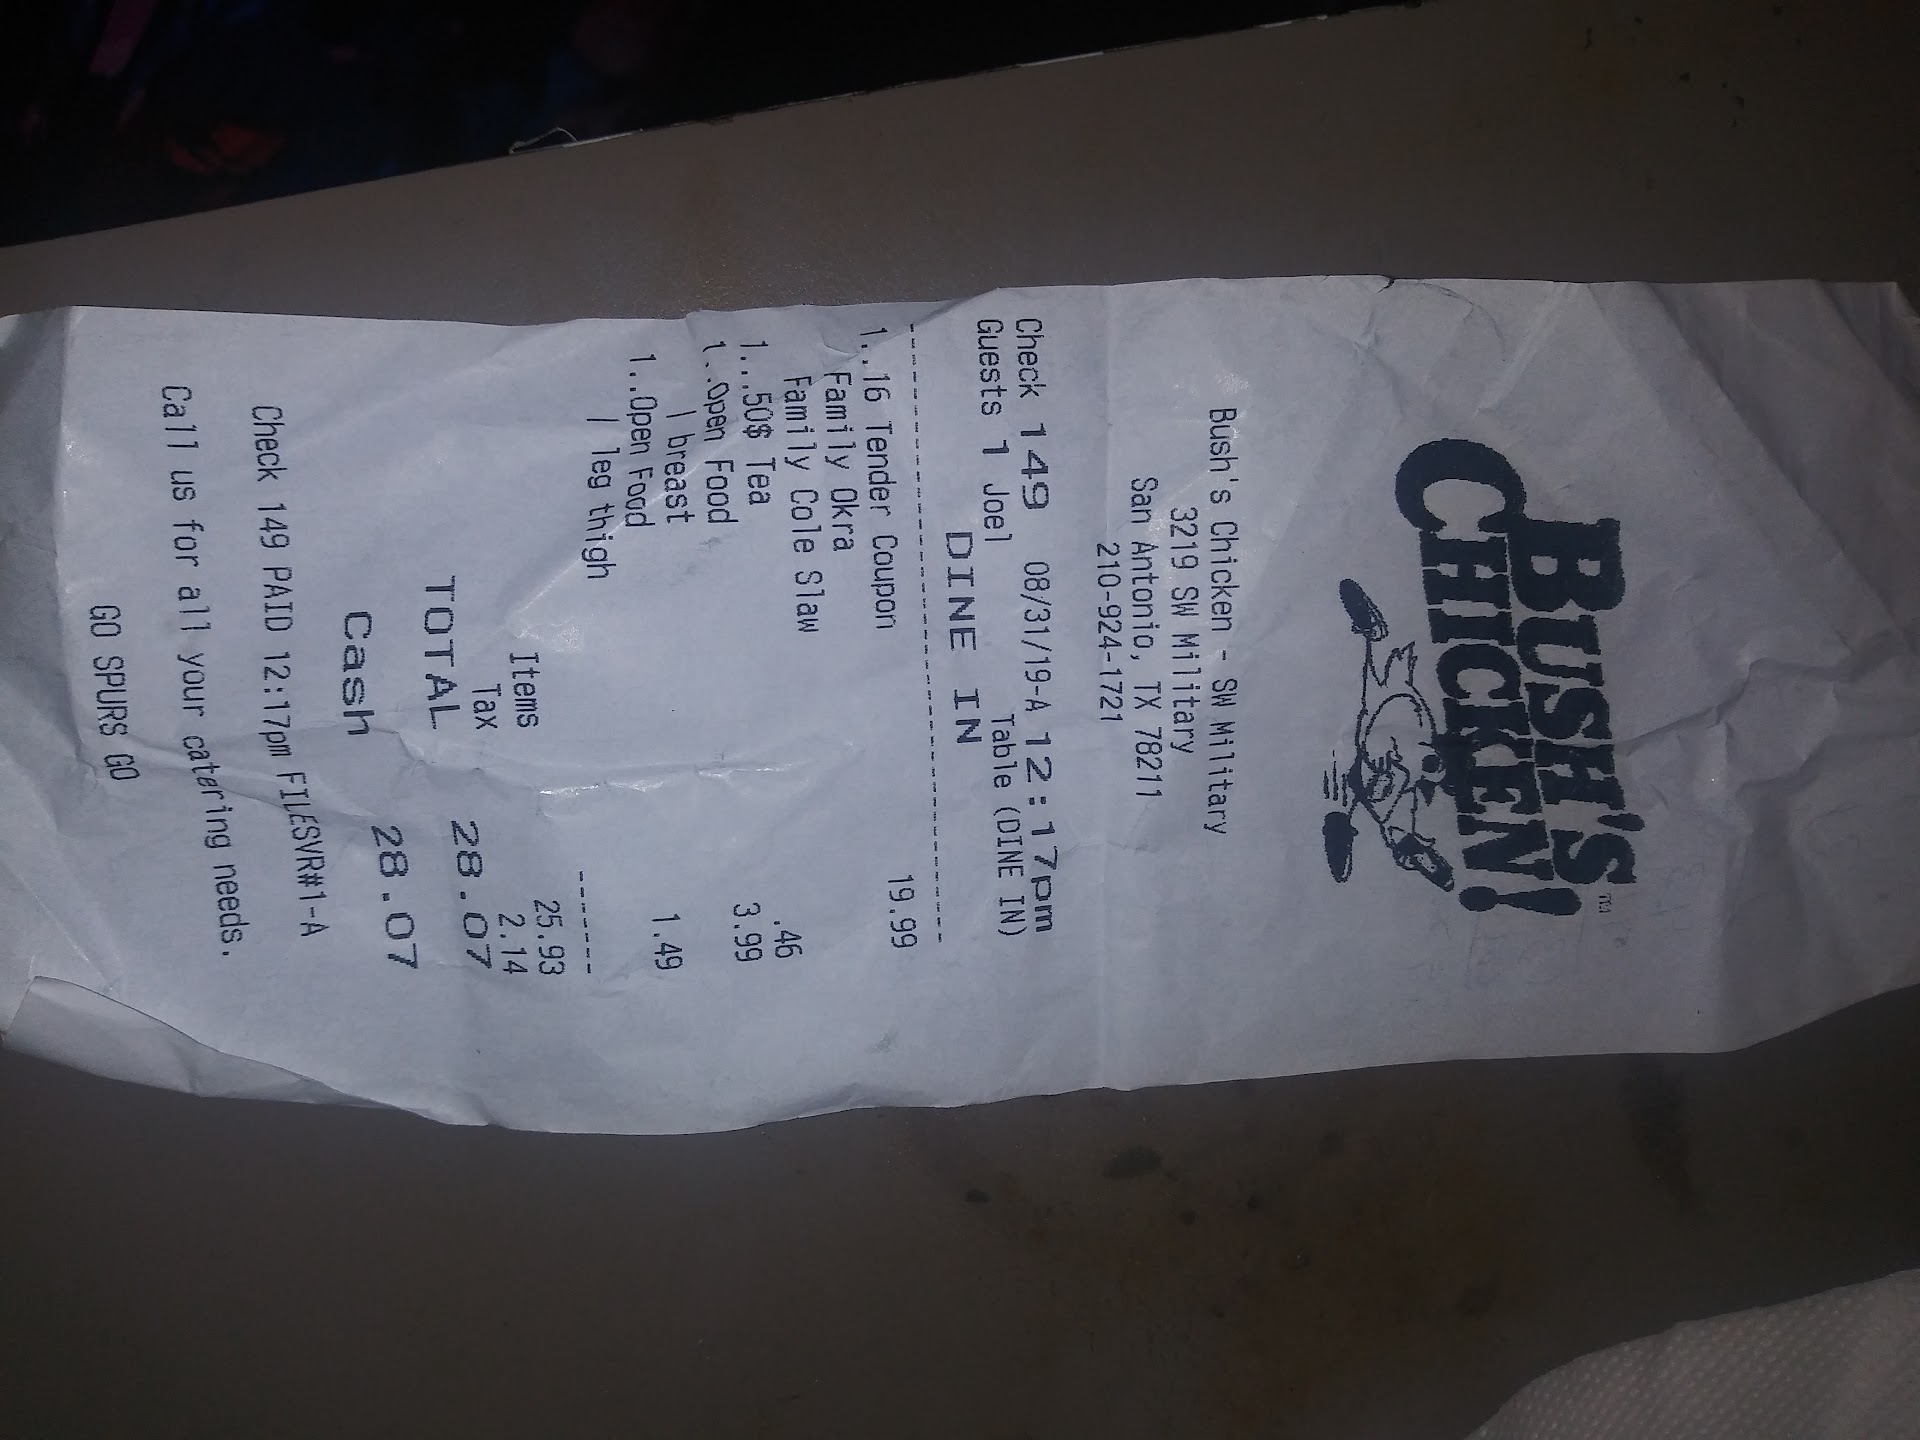 BUSH'S
CHICKEN!
TM
Bush's Chicken - SW Military
3219 SW Military
San Antonio, TX 78211
210-924-1721
Check 149 08/31/19-A 12:17pm
Guests 1 Joel Table (DINE IN)
DINE IN
1..16 Tender Coupon 19.99
Family Okra
Family Cole Slaw
1...50$ Tea .46
1..Open Food 3.99
1 breast
1..Open Food 1.49
1 leg thigh
Items 25.93
Tax 2.14
TOTAL 28.07
Cash 28.07
Check 149 PAID 12:17pm FILESVR#1-A
Call us for all your catering needs.
GO SPURS GO